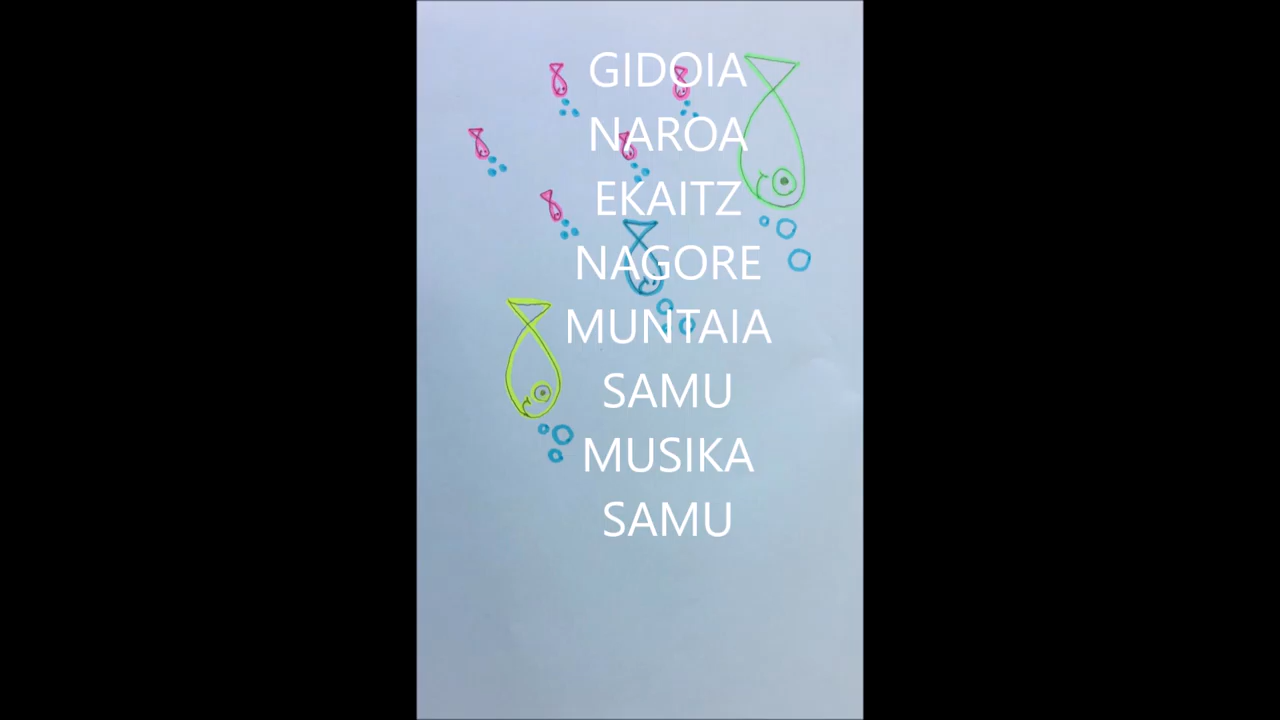 GIDOIA
NAROA
EKAITZ
NAGORE
MUNTAIA
SAMU
MUSIKA
SAMU